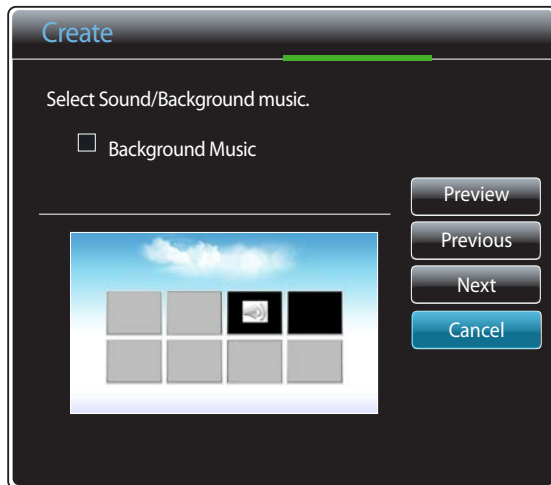 Create
Select Sound/Background music.
Background Music
Preview
Previous
Next
Cancel